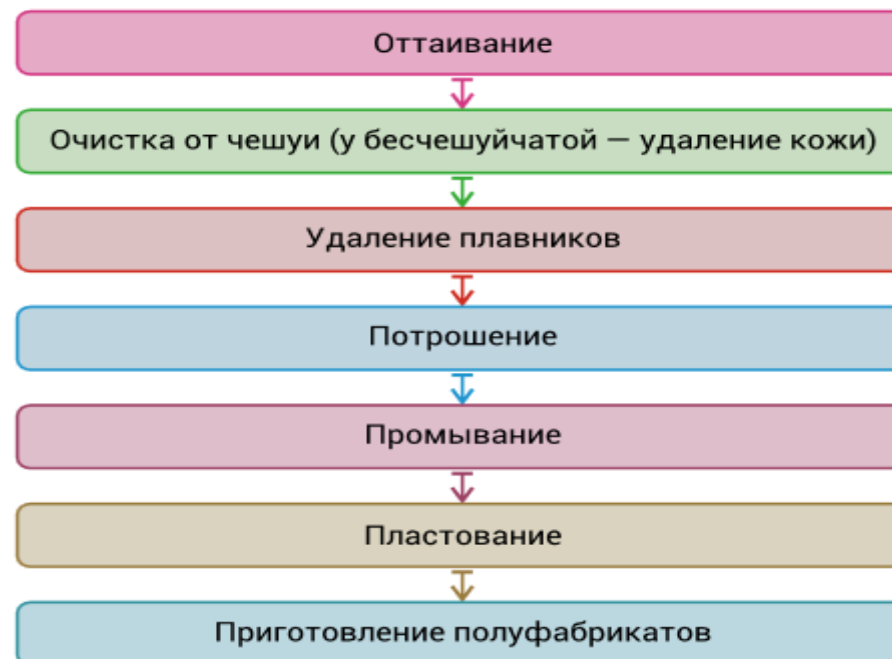 Оттаивание
Очистка от чешуи (у бесчешуйчатой — удаление кожи)
Удаление плавников
Потрошение
Промывание
Пластование
Приготовление полуфабрикатов